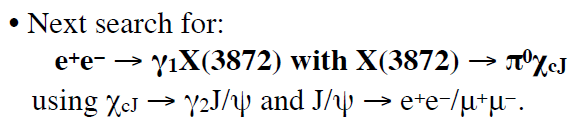 • Next search for:
e⁺e⁻ → γ₁X(3872) with X(3872) → π⁰χcJ
using χcJ → γ₂J/ψ and J/ψ → e⁺e⁻/μ⁺μ⁻.